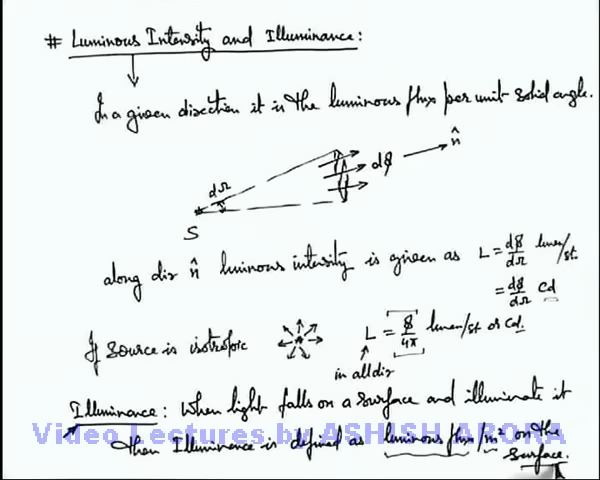 # Luminous Intensity and Illuminance:
In a given direction it is the luminous flux per unit solid angle.
n̂
dΩ
dϕ
S
along dir n̂ luminous intensity is given as L = dϕ/dΩ lumen/st.
= dϕ/dΩ Cd
If source is isotropic L = ϕ/4π lumen/st or Cd.
in all dir
Illuminance: When light falls on a surface and illuminate it
Video Lectures by ASHISH ARORA
then Illuminance is defined as luminous flux/m² on the
surface.